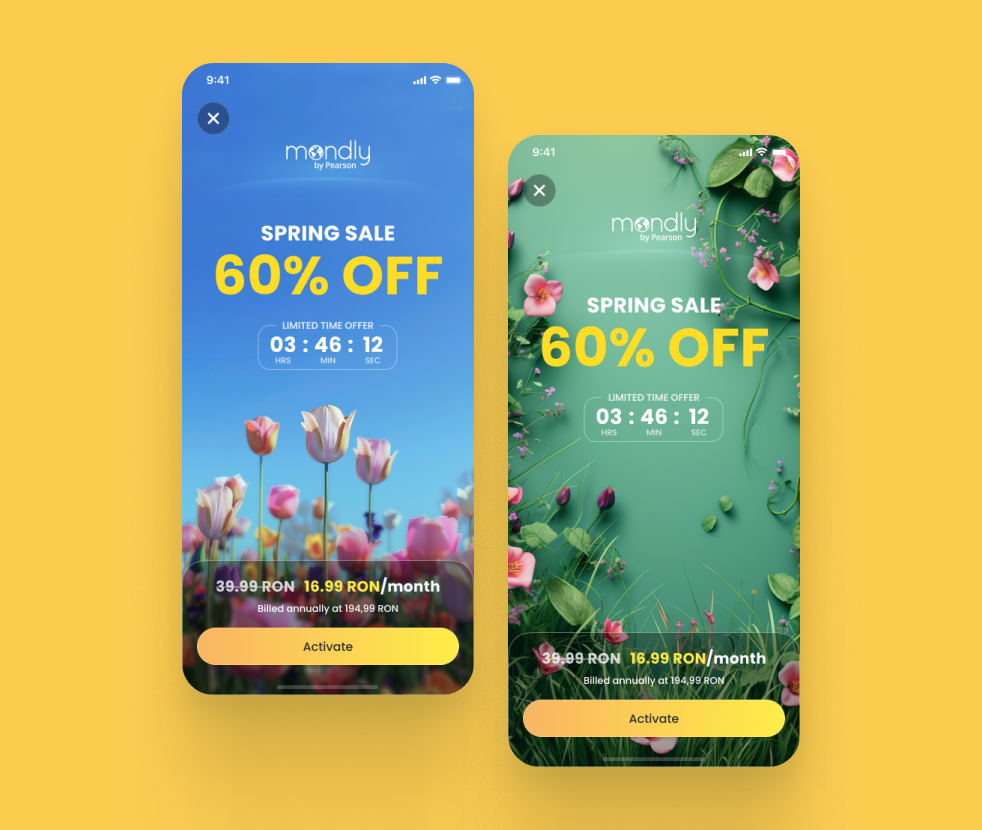 9:41
mondly
by Pearson
SPRING SALE
60% OFF
LIMITED TIME OFFER
03 : 46 : 12
HRS MIN SEC
39.99 RON 16.99 RON/month
Billed annually at 194,99 RON
Activate
9:41
mondly
by Pearson
SPRING SALE
60% OFF
LIMITED TIME OFFER
03 : 46 : 12
HRS MIN SEC
39.99 RON 16.99 RON/month
Billed annually at 194,99 RON
Activate